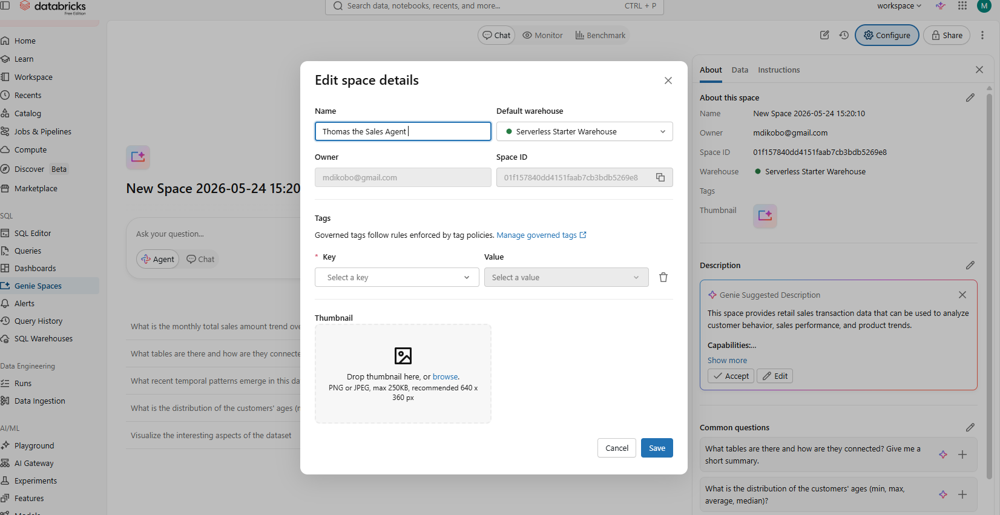 databricks
Free Edition
Search data, notebooks, recents, and more...
CTRL + P
workspace
M
Home
Learn
Workspace
Recents
Catalog
Jobs & Pipelines
Compute
Discover Beta
Marketplace
SQL
SQL Editor
Queries
Dashboards
Genie Spaces
Alerts
Query History
SQL Warehouses
Data Engineering
Runs
Data Ingestion
AI/ML
Playground
AI Gateway
Experiments
Features
Models
Chat
Monitor
Benchmark
Configure
Share
New Space 2026-05-24 15:20
Ask your question...
Agent
Chat
What is the monthly total sales amount trend ove
What tables are there and how are they connecte
What recent temporal patterns emerge in this da
What is the distribution of the customers' ages (
Visualize the interesting aspects of the dataset
Edit space details
Name
Default warehouse
Thomas the Sales Agent
Serverless Starter Warehouse
Owner
Space ID
mdikobo@gmail.com
01f157840dd4151faab7cb3bdb5269e8
Tags
Governed tags follow rules enforced by tag policies. Manage governed tags
* Key
Value
Select a key
Select a value
Thumbnail
Drop thumbnail here, or browse.
PNG or JPEG, max 250KB, recommended 640 x
360 px
Cancel
Save
About
Data
Instructions
About this space
Name New Space 2026-05-24 15:20:10
Owner mdikobo@gmail.com
Space ID 01f157840dd4151faab7cb3bdb5269e8
Warehouse Serverless Starter Warehouse
Tags
Thumbnail
Description
Genie Suggested Description
This space provides retail sales transaction data that can be used to analyze
customer behavior, sales performance, and product trends.
Capabilities:...
Show more
Accept
Edit
Common questions
What tables are there and how are they connected? Give me a
short summary.
What is the distribution of the customers' ages (min, max,
average, median)?